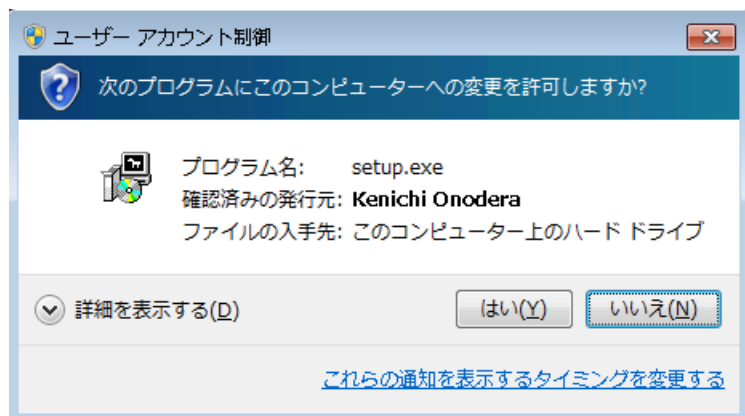 ユーザー アカウント制御
次のプログラムにこのコンピューターへの変更を許可しますか?
プログラム名: setup.exe
確認済みの発行元: Kenichi Onodera
ファイルの入手先: このコンピューター上のハード ドライブ
詳細を表示する(D) はい(Y) いいえ(N)
これらの通知を表示するタイミングを変更する